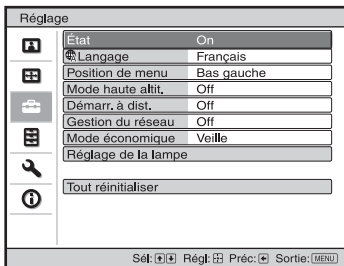 Réglage
État On
Langage Français
Position de menu Bas gauche
Mode haute altit. Off
Démarr. à dist. Off
Gestion du réseau Off
Mode économique Veille
Réglage de la lampe
Tout réinitialiser
Sél: Régl: Préc: Sortie: MENU